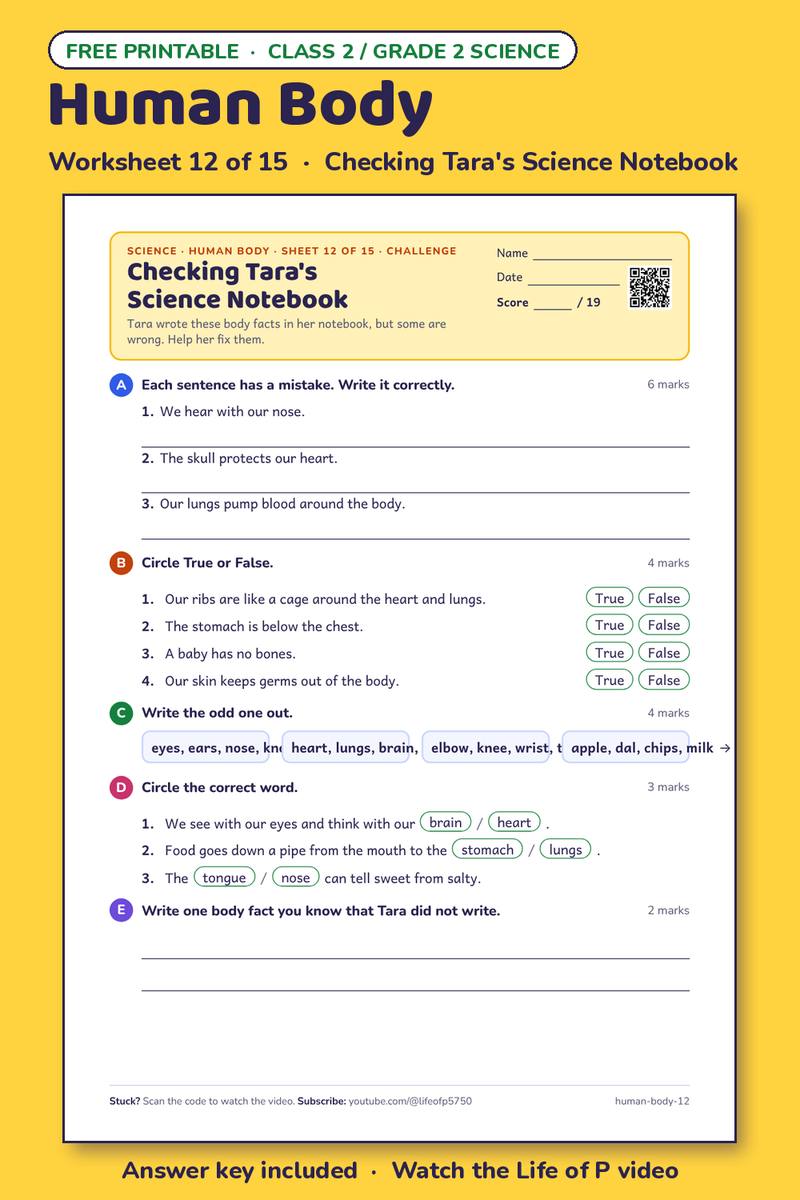 FREE PRINTABLE · CLASS 2 / GRADE 2 SCIENCE
Human Body
Worksheet 12 of 15 · Checking Tara's Science Notebook
SCIENCE · HUMAN BODY · SHEET 12 OF 15 · CHALLENGE
Checking Tara's
Science Notebook
Tara wrote these body facts in her notebook, but some are
wrong. Help her fix them.
Name
Date
Score / 19
A Each sentence has a mistake. Write it correctly. 6 marks
1. We hear with our nose.
2. The skull protects our heart.
3. Our lungs pump blood around the body.
B Circle True or False. 4 marks
1. Our ribs are like a cage around the heart and lungs. True False
2. The stomach is below the chest. True False
3. A baby has no bones. True False
4. Our skin keeps germs out of the body. True False
C Write the odd one out. 4 marks
eyes, ears, nose, heart, lungs, brain, elbow, knee, wrist, apple, dal, chips, milk →
D Circle the correct word. 3 marks
1. We see with our eyes and think with our brain / heart .
2. Food goes down a pipe from the mouth to the stomach / lungs .
3. The tongue / nose can tell sweet from salty.
E Write one body fact you know that Tara did not write. 2 marks
Stuck? Scan the code to watch the video. Subscribe: youtube.com/@lifeofp5750 human-body-12
Answer key included · Watch the Life of P video